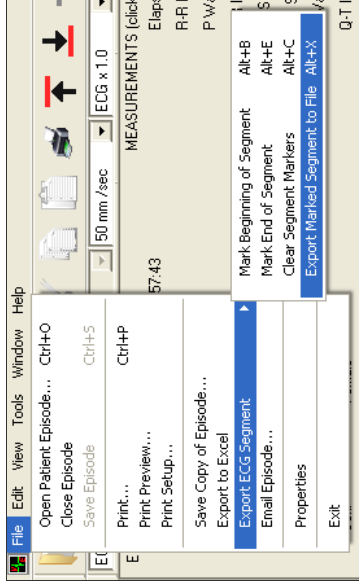 File Edit View Tools Window Help
50 mm /sec
ECG x 1.0
57:43
MEASUREMENTS (click
Elaps
R-R I
P Wa
Q-T I
Open Patient Episode... Ctrl+O
Close Episode
Save Episode Ctrl+S
Print... Ctrl+P
Print Preview...
Print Setup...
Save Copy of Episode...
Export to Excel
Export ECG Segment
Email Episode...
Properties
Exit
Mark Beginning of Segment Alt+B
Mark End of Segment Alt+E
Clear Segment Markers Alt+C
Export Marked Segment to File Alt+X